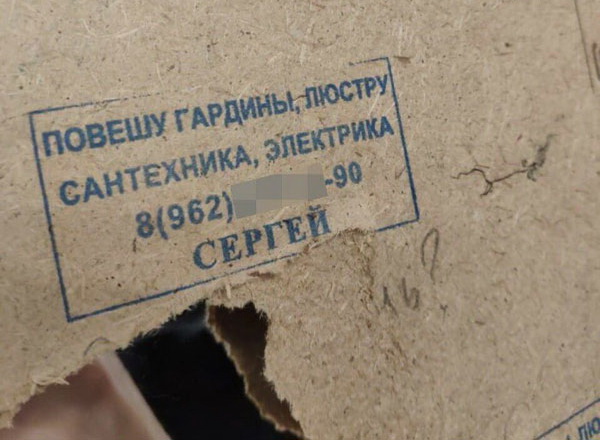 ПОВЕШУ ГАРДИНЫ, ЛЮСТРУ
САНТЕХНИКА, ЭЛЕКТРИКА
8(962) -90
СЕРГЕЙ